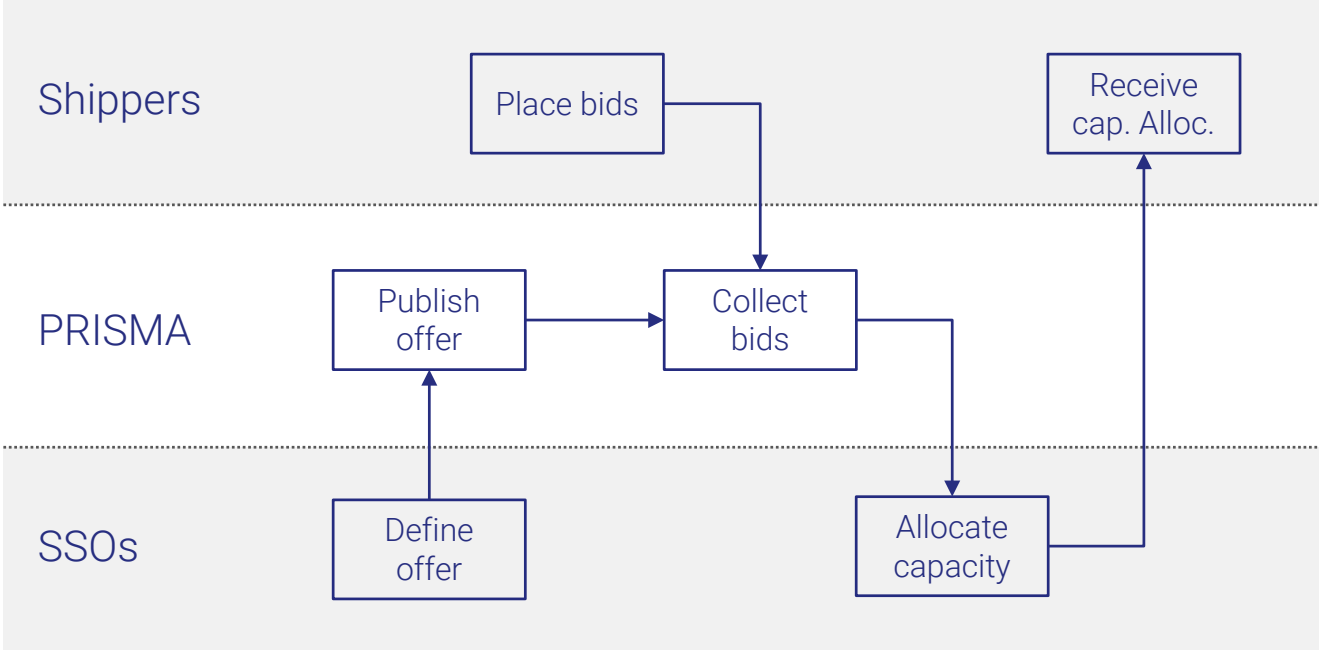 Shippers
Place bids
Receive
cap. Alloc.
PRISMA
Publish
offer
Collect
bids
SSOs
Define
offer
Allocate
capacity